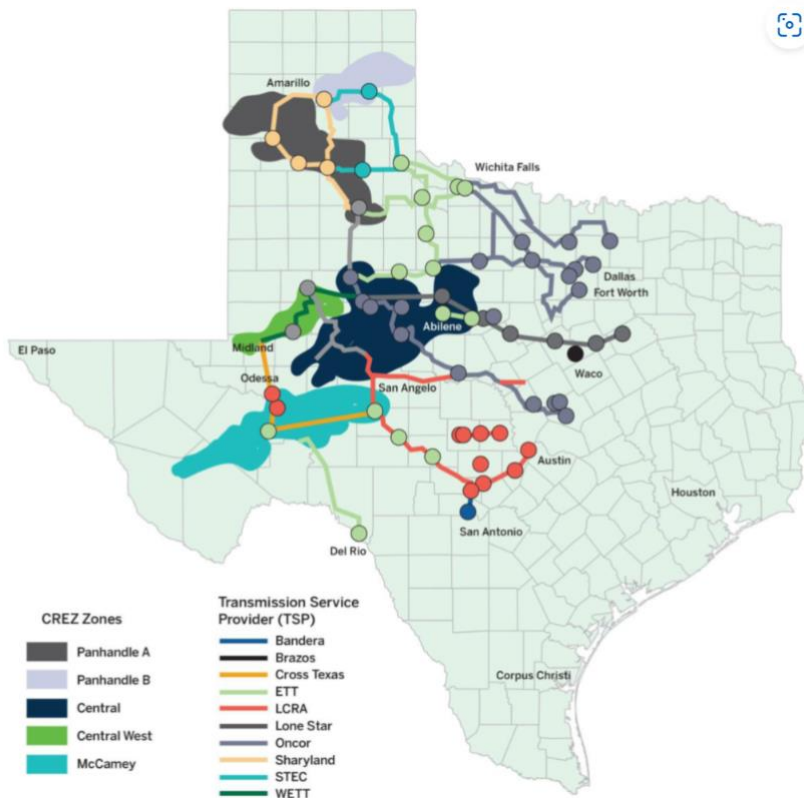 Amarillo
Wichita Falls
Dallas
Fort Worth
Abilene
El Paso
Midland
Waco
Odessa
San Angelo
Austin
Houston
San Antonio
Del Rio
Corpus Christi
CREZ Zones
Panhandle A
Panhandle B
Central
Central West
McCamey
Transmission Service
Provider (TSP)
Bandera
Brazos
Cross Texas
ETT
LCRA
Lone Star
Oncor
Sharyland
STEC
WETT